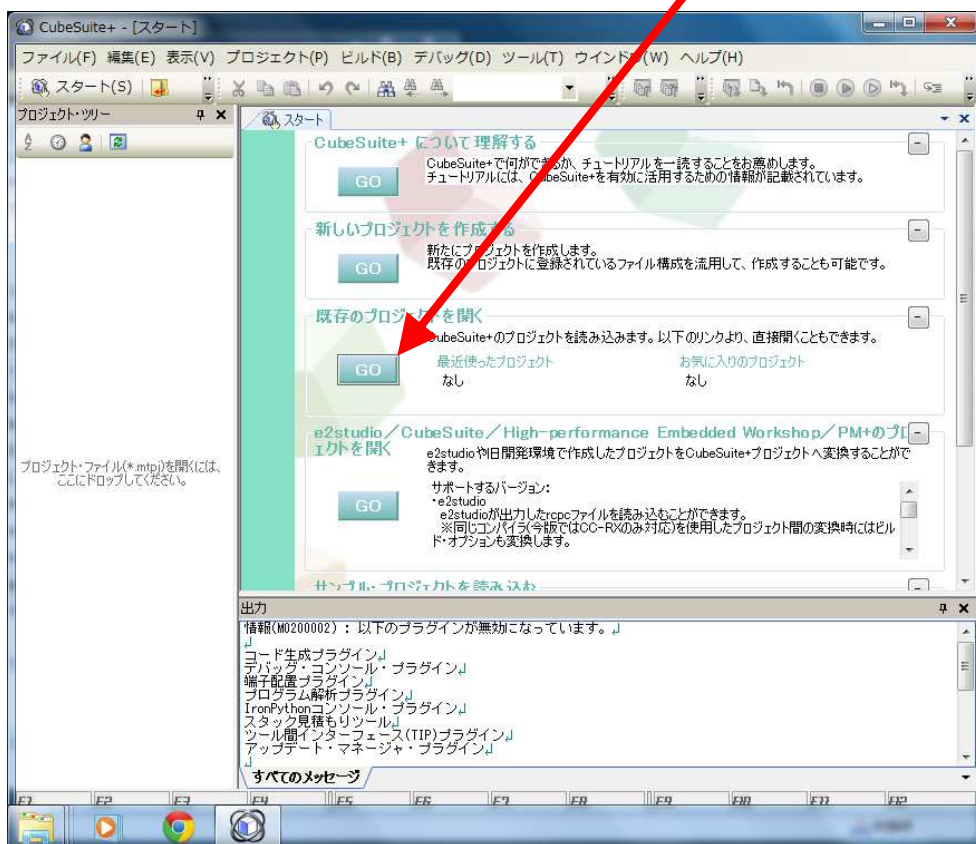 CubeSuite+ - [スタート]
ファイル(F) 編集(E) 表示(V) プロジェクト(P) ビルド(B) デバッグ(D) ツール(T) ウインドウ(W) ヘルプ(H)
スタート(S)
プロジェクト・ツリー
スタート
CubeSuite+ について理解する
GO
CubeSuite+で何ができるか、チュートリアルを一読することをお薦めします。
チュートリアルには、CubeSuite+を有効に活用するための情報が記載されています。
新しいプロジェクトを作成する
GO
新たにプロジェクトを作成します。
既存のプロジェクトに登録されているファイル構成を流用して、作成することも可能です。
既存のプロジェクトを開く
GO
CubeSuite+のプロジェクトを読み込みます。以下のリンクより、直接開くこともできます。
最近使ったプロジェクト お気に入りのプロジェクト
なし なし
e2studio／CubeSuite／High-performance Embedded Workshop／PM+のプロ
ェクトを開く
GO
e2studioや旧開発環境で作成したプロジェクトをCubeSuite+プロジェクトへ変換することがで
きます。
サポートするバージョン：
・e2studio
e2studioが出力したrcpcファイルを読み込むことができます。
※同じコンパイラ(今版ではCC-RXのみ対応)を使用したプロジェクト間の変換時にはビル
ド・オプションも変換します。
サンプル・プロジェクトを読み込む
プロジェクト・ファイル(*.mtpj)を開くには、
ここにドロップしてください。
出力
情報(M0200002) : 以下のプラグインが無効になっています。
コード生成プラグイン
デバッグ・コンソール・プラグイン
端子配置プラグイン
プログラム解析プラグイン
IronPythonコンソール・プラグイン
スタック見積もりツール
ツール間インターフェース(TIP)プラグイン
アップデート・マネージャ・プラグイン
すべてのメッセージ
F1 F2 F3 F4 F5 F6 F7 F8 F9 F10 F11 F12